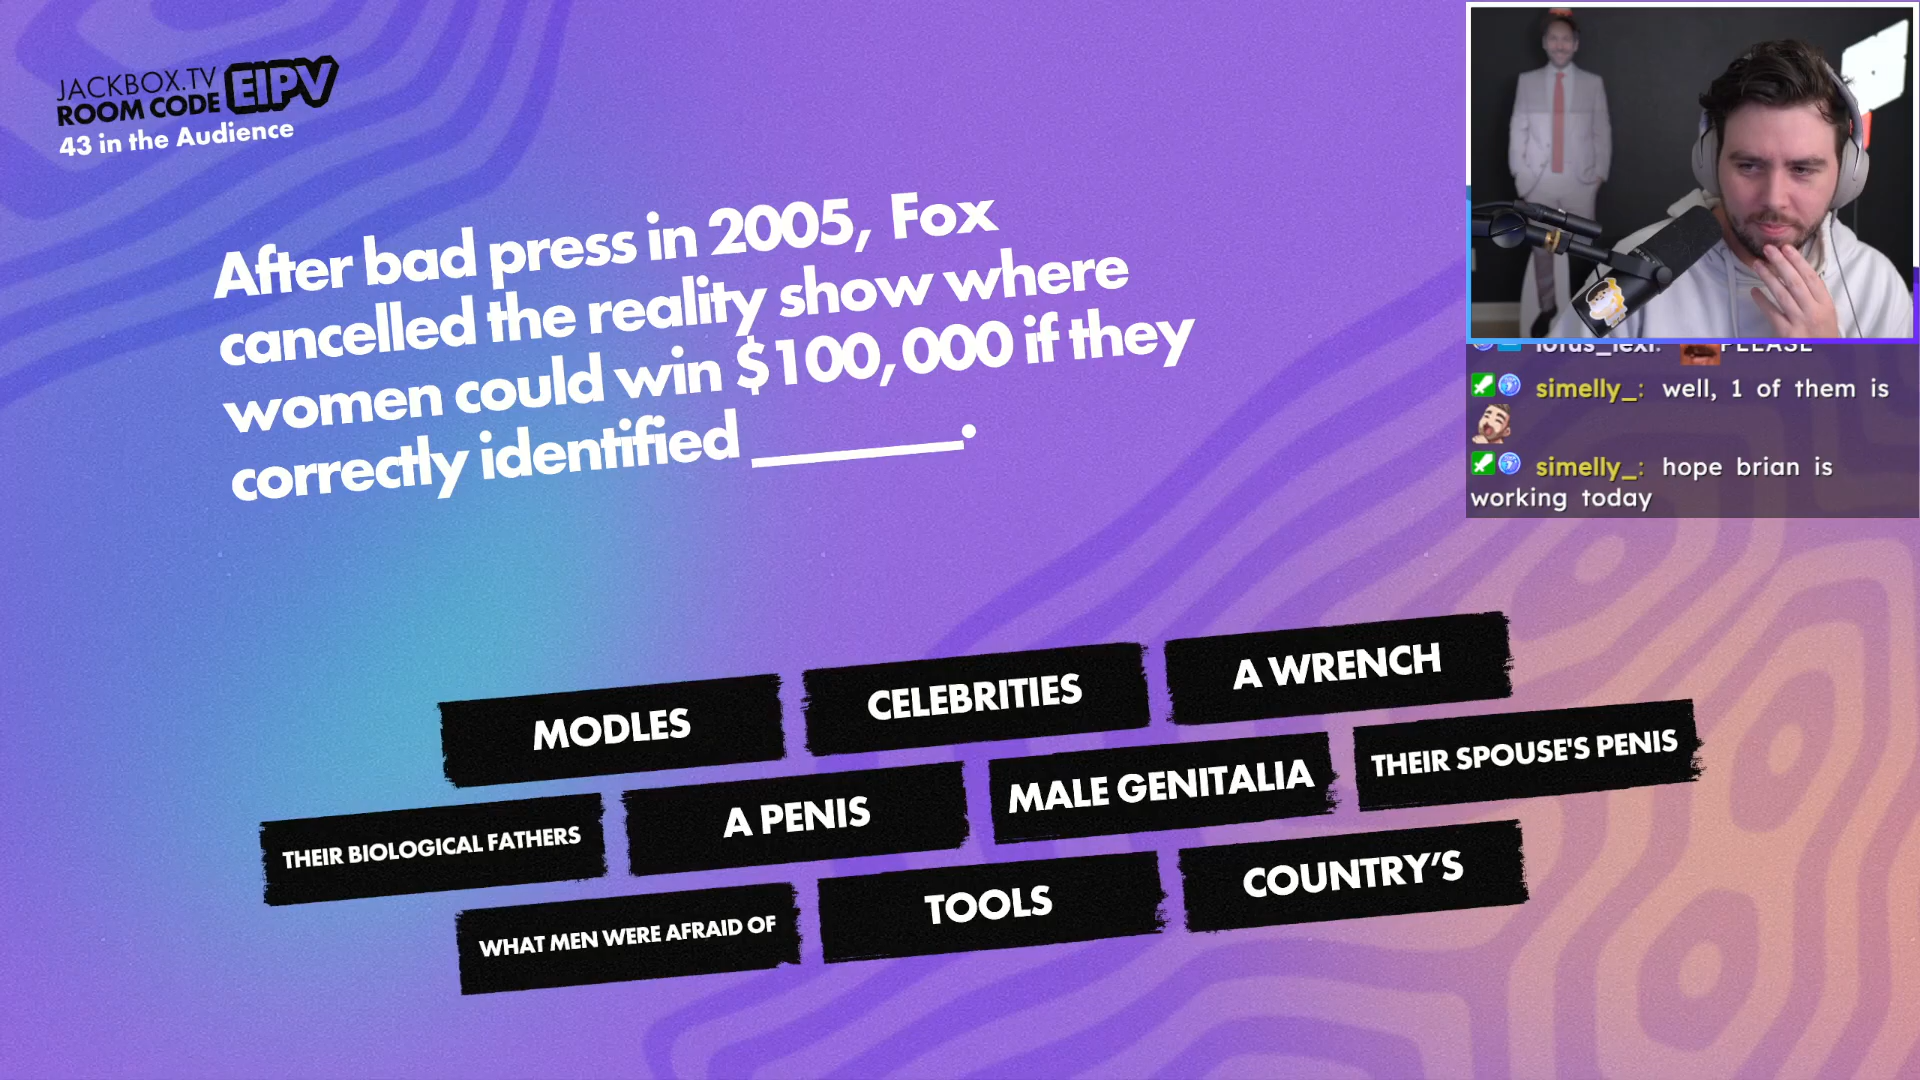 JACKBOX.TV
ROOM CODE EIPV
43 in the Audience
After bad press in 2005, Fox
cancelled the reality show where
women could win $100,000 if they
correctly identified ________.
MODLES
CELEBRITIES
A WRENCH
THEIR BIOLOGICAL FATHERS
A PENIS
MALE GENITALIA
THEIR SPOUSE'S PENIS
WHAT MEN WERE AFRAID OF
TOOLS
COUNTRY’S
lotus_lexi: PLEASE
simelly_: well, 1 of them is
simelly_: hope brian is
working today